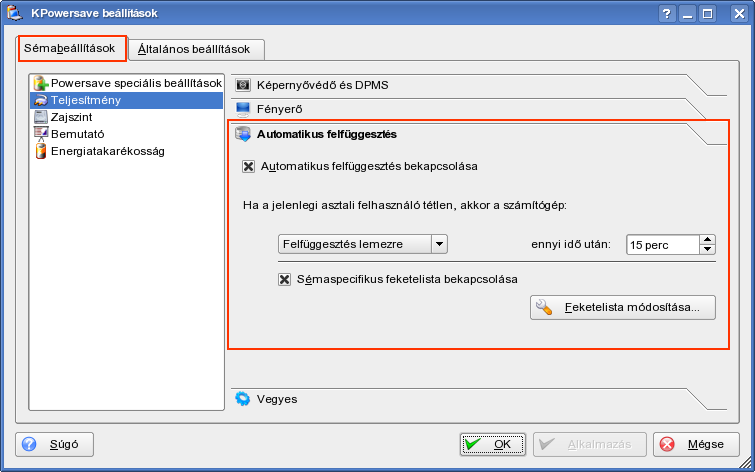 KPowersave beállítások
Sémabeállítások
Általános beállítások
Powersave speciális beállítások
Teljesítmény
Zajszint
Bemutató
Energiatakarékosság
Képernyővédő és DPMS
Fényerő
Automatikus felfüggesztés
Automatikus felfüggesztés bekapcsolása
Ha a jelenlegi asztali felhasználó tétlen, akkor a számítógép:
Felfüggesztés lemezre ennyi idő után: 15 perc
Sémaspecifikus feketelista bekapcsolása
Feketelista módosítása...
Vegyes
Súgó OK Alkalmazás Mégse